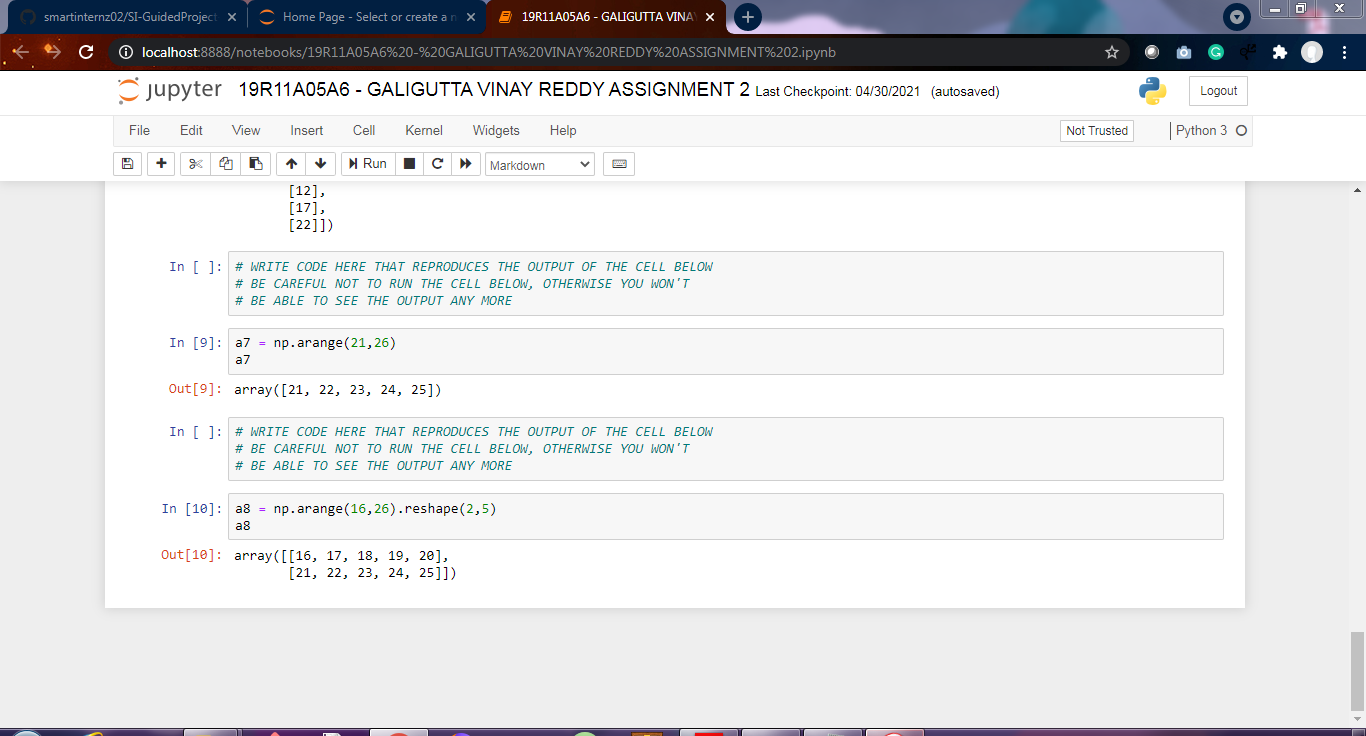 smartinternz02/SI-GuidedProject
Home Page - Select or create a n
19R11A05A6 - GALIGUTTA VINAY
localhost:8888/notebooks/19R11A05A6%20-%20GALIGUTTA%20VINAY%20REDDY%20ASSIGNMENT%202.ipynb
jupyter 19R11A05A6 - GALIGUTTA VINAY REDDY ASSIGNMENT 2 Last Checkpoint: 04/30/2021 (autosaved)
Logout
File Edit View Insert Cell Kernel Widgets Help Not Trusted Python 3
Run Markdown
[12],
[17],
[22]])
In [ ]: # WRITE CODE HERE THAT REPRODUCES THE OUTPUT OF THE CELL BELOW
# BE CAREFUL NOT TO RUN THE CELL BELOW, OTHERWISE YOU WON'T
# BE ABLE TO SEE THE OUTPUT ANY MORE
In [9]: a7 = np.arange(21,26)
a7
Out[9]: array([21, 22, 23, 24, 25])
In [ ]: # WRITE CODE HERE THAT REPRODUCES THE OUTPUT OF THE CELL BELOW
# BE CAREFUL NOT TO RUN THE CELL BELOW, OTHERWISE YOU WON'T
# BE ABLE TO SEE THE OUTPUT ANY MORE
In [10]: a8 = np.arange(16,26).reshape(2,5)
a8
Out[10]: array([[16, 17, 18, 19, 20],
[21, 22, 23, 24, 25]])